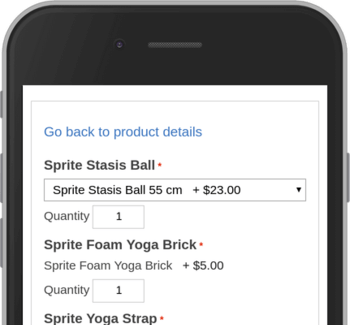 Go back to product details
Sprite Stasis Ball *
Sprite Stasis Ball 55 cm + $23.00
Quantity 1
Sprite Foam Yoga Brick *
Sprite Foam Yoga Brick + $5.00
Quantity 1
Sprite Yoga Strap *